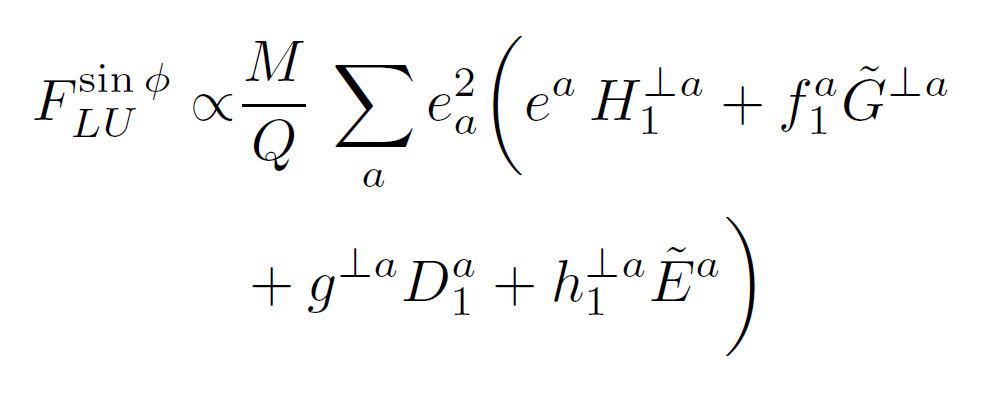 F_{LU}^{\sin\phi} \propto \frac{M}{Q} \sum_{a} e_a^2 \Big( e^a H_1^{\perp a} + f_1^a \tilde{G}^{\perp a}
+ g^{\perp a} D_1^a + h_1^{\perp a} \tilde{E}^a \Big)